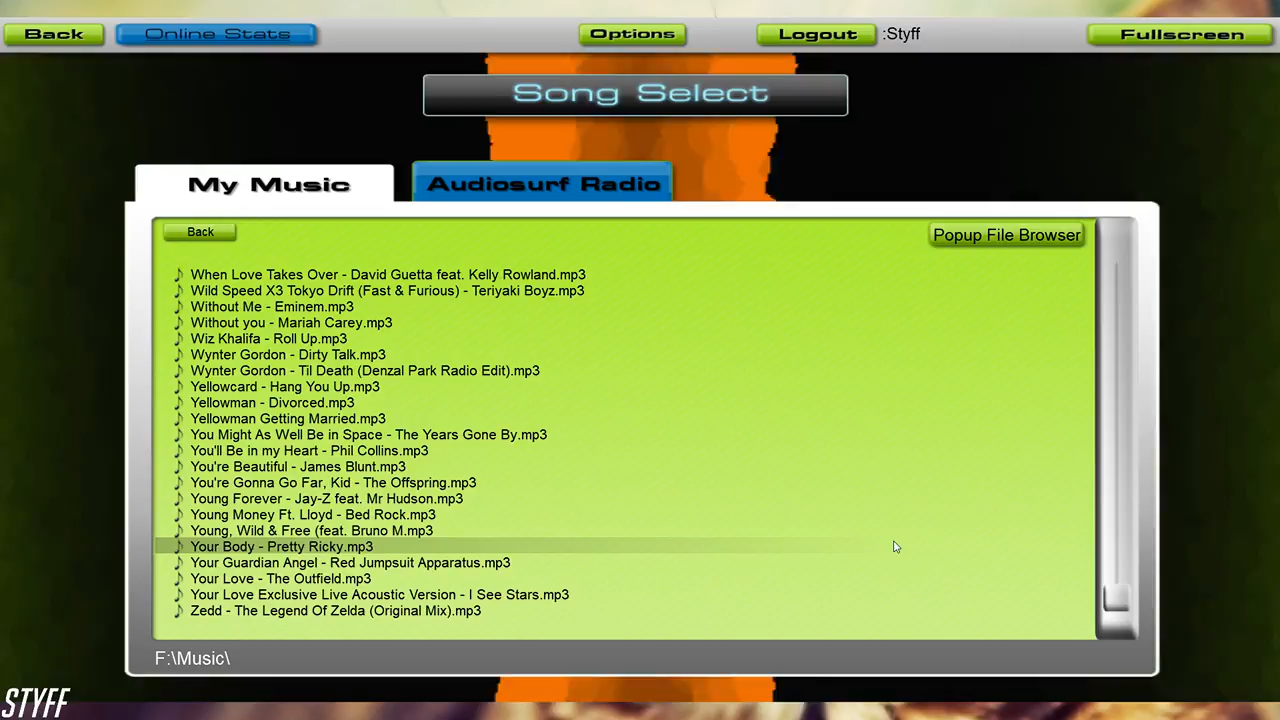 Back Online Stats Options Logout :Styff Fullscreen
Song Select
My Music Audiosurf Radio
Back Popup File Browser
When Love Takes Over - David Guetta feat. Kelly Rowland.mp3
Wild Speed X3 Tokyo Drift (Fast & Furious) - Teriyaki Boyz.mp3
Without Me - Eminem.mp3
Without you - Mariah Carey.mp3
Wiz Khalifa - Roll Up.mp3
Wynter Gordon - Dirty Talk.mp3
Wynter Gordon - Til Death (Denzal Park Radio Edit).mp3
Yellowcard - Hang You Up.mp3
Yellowman - Divorced.mp3
Yellowman Getting Married.mp3
You Might As Well Be in Space - The Years Gone By.mp3
You'll Be in my Heart - Phil Collins.mp3
You're Beautiful - James Blunt.mp3
You're Gonna Go Far, Kid - The Offspring.mp3
Young Forever - Jay-Z feat. Mr Hudson.mp3
Young Money Ft. Lloyd - Bed Rock.mp3
Young, Wild & Free (feat. Bruno M.mp3
Your Body - Pretty Ricky.mp3
Your Guardian Angel - Red Jumpsuit Apparatus.mp3
Your Love - The Outfield.mp3
Your Love Exclusive Live Acoustic Version - I See Stars.mp3
Zedd - The Legend Of Zelda (Original Mix).mp3
F:\Music\
STYFF